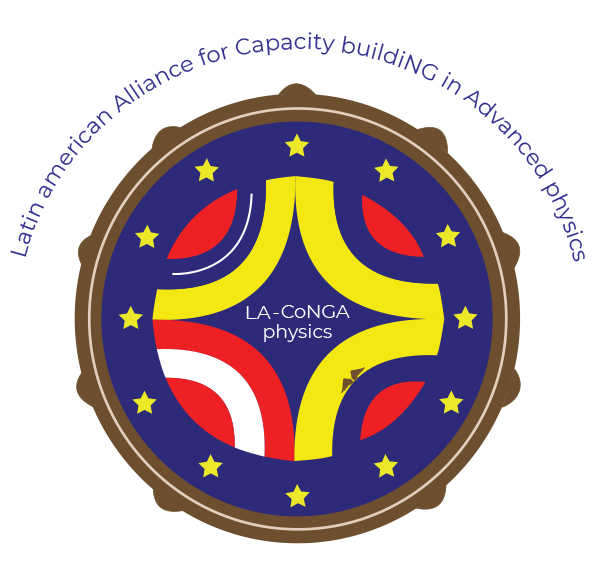 Latin american Alliance for Capacity buildiNG in Advanced physics
LA-CoNGA
physics